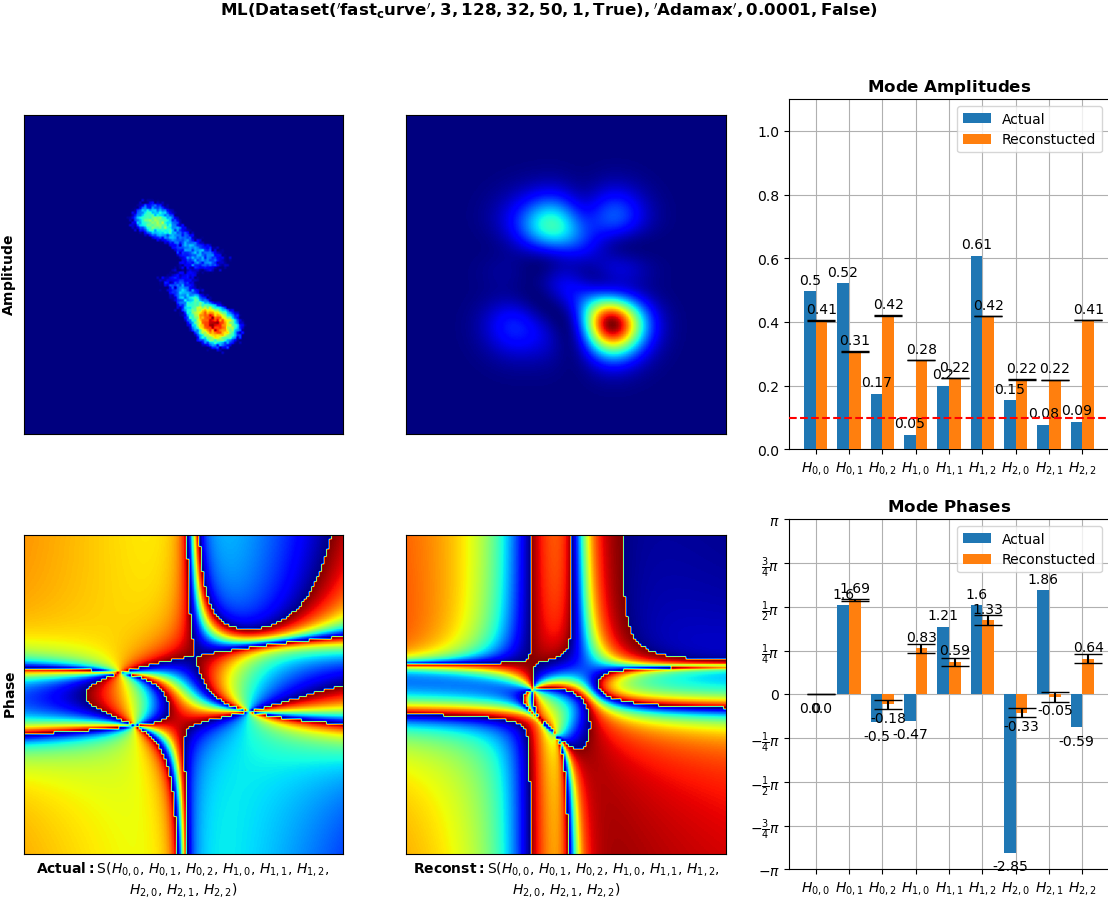 ML(Dataset('fast_curve', 3, 128, 32, 50, 1, True), 'Adamax', 0.0001, False)
Amplitude
Mode Amplitudes
Actual
Reconstucted
1.0
0.8
0.6
0.4
0.2
0.0
0.5
0.41
0.52
0.31
0.17
0.42
0.05
0.28
0.2
0.22
0.61
0.42
0.15
0.22
0.08
0.22
0.09
0.41
H0,0 H0,1 H0,2 H1,0 H1,1 H1,2 H2,0 H2,1 H2,2
Phase
Actual: S(H0,0, H0,1, H0,2, H1,0, H1,1, H1,2,
H2,0, H2,1, H2,2)
Reconst: S(H0,0, H0,1, H0,2, H1,0, H1,1, H1,2,
H2,0, H2,1, H2,2)
Mode Phases
Actual
Reconstucted
π
3/4π
1/2π
1/4π
0
−1/4π
−1/2π
−3/4π
−π
0.0
0.0
1.6
1.69
-0.5
-0.18
-0.47
0.83
1.21
0.59
1.6
1.33
-2.85
-0.33
1.86
-0.05
-0.59
0.64
H0,0 H0,1 H0,2 H1,0 H1,1 H1,2 H2,0 H2,1 H2,2